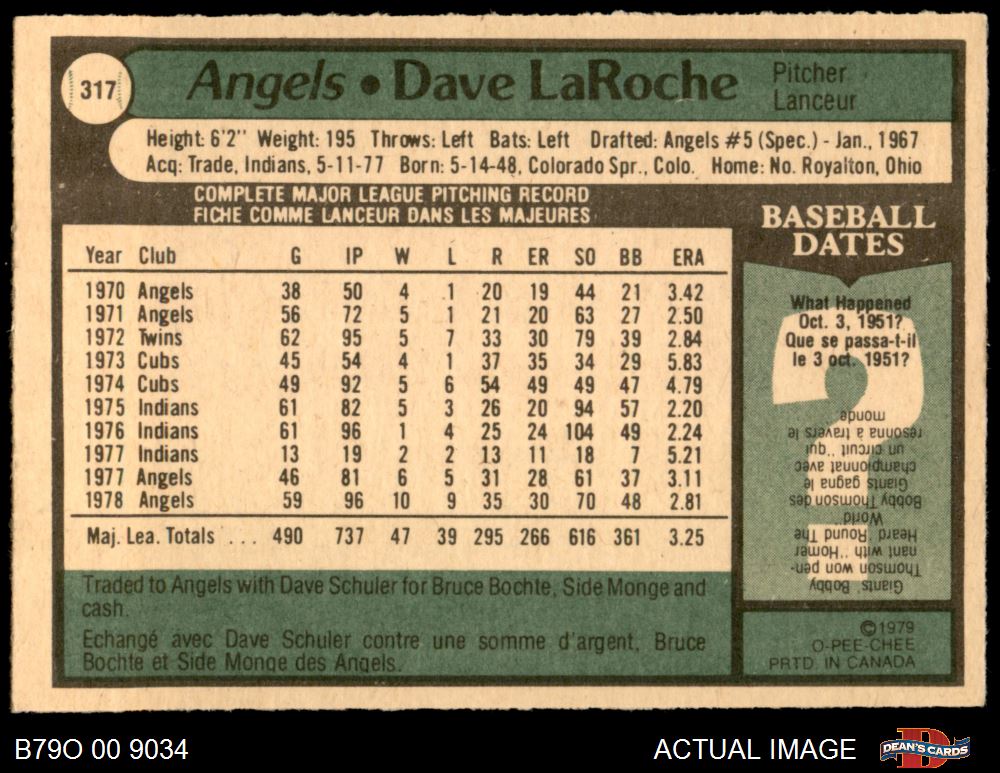 317
Angels • Dave LaRoche
Pitcher
Lanceur
Height: 6'2" Weight: 195 Throws: Left Bats: Left Drafted: Angels #5 (Spec.) - Jan., 1967
Acq: Trade, Indians, 5-11-77 Born: 5-14-48, Colorado Spr., Colo. Home: No. Royalton, Ohio
COMPLETE MAJOR LEAGUE PITCHING RECORD
FICHE COMME LANCEUR DANS LES MAJEURES
Year Club G IP W L R ER SO BB ERA
1970 Angels 38 50 4 1 20 19 44 21 3.42
1971 Angels 56 72 5 1 21 20 63 27 2.50
1972 Twins 62 95 5 7 33 30 79 39 2.84
1973 Cubs 45 54 4 1 37 35 34 29 5.83
1974 Cubs 49 92 5 6 54 49 49 47 4.79
1975 Indians 61 82 5 3 26 20 94 57 2.20
1976 Indians 61 96 1 4 25 24 104 49 2.24
1977 Indians 13 19 2 2 13 11 18 7 5.21
1977 Angels 46 81 6 5 31 28 61 37 3.11
1978 Angels 59 96 10 9 35 30 70 48 2.81
Maj. Lea. Totals ... 490 737 47 39 295 266 616 361 3.25
Traded to Angels with Dave Schuler for Bruce Bochte, Side Monge and
cash.
Echangé avec Dave Schuler contre une somme d'argent, Bruce
Bochte et Side Monge des Angels.
BASEBALL
DATES
What Happened
Oct. 3, 1951?
Que se passa-t-il
le 3 oct. 1951?
Giants' Bobby
Thomson won pen-
nant with "Homer
Heard 'Round The
World".
Bobby Thomson des
Giants gagna le
championnat avec
un circuit "qui
résonna à travers le
monde
©1979
O-PEE-CHEE
PRTD. IN CANADA
B79O 00 9034
ACTUAL IMAGE
DEAN'S CARDS